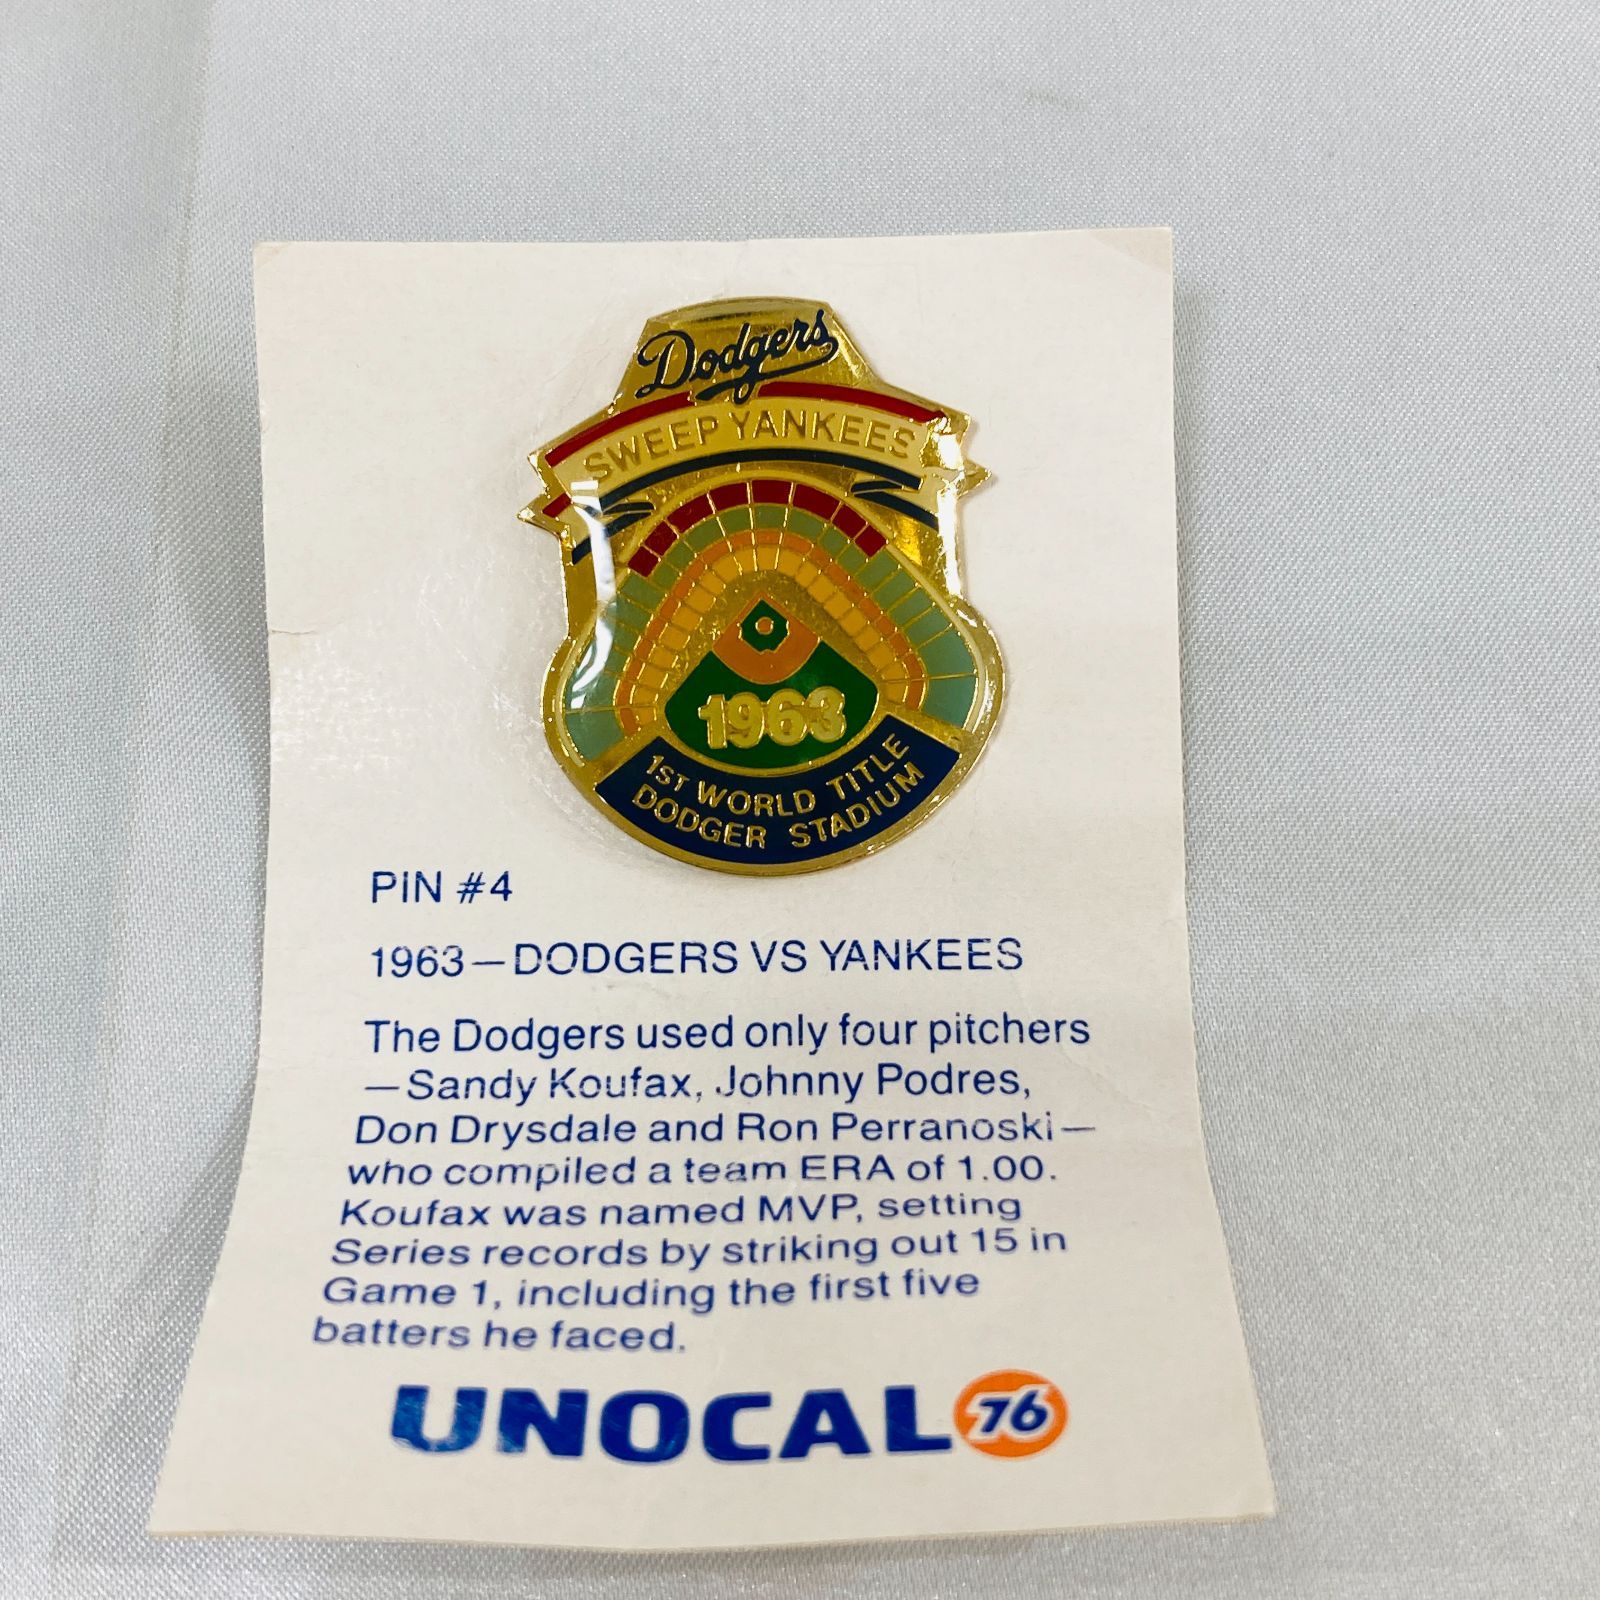 Dodgers
SWEEP YANKEES
1963
1ST WORLD TITLE
DODGER STADIUM
PIN #4
1963—DODGERS VS YANKEES
The Dodgers used only four pitchers
—Sandy Koufax, Johnny Podres,
Don Drysdale and Ron Perranoski—
who compiled a team ERA of 1.00.
Koufax was named MVP, setting
Series records by striking out 15 in
Game 1, including the first five
batters he faced.
UNOCAL 76